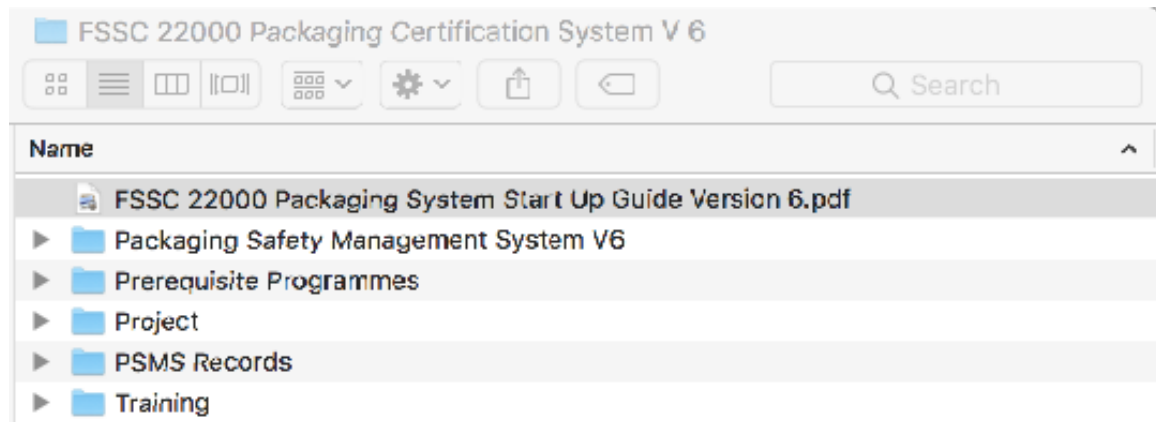 FSSC 22000 Packaging Certification System V 6
Search
Name
FSSC 22000 Packaging System Start Up Guide Version 6.pdf
Packaging Safety Management System V6
Prerequisite Programmes
Project
PSMS Records
Training